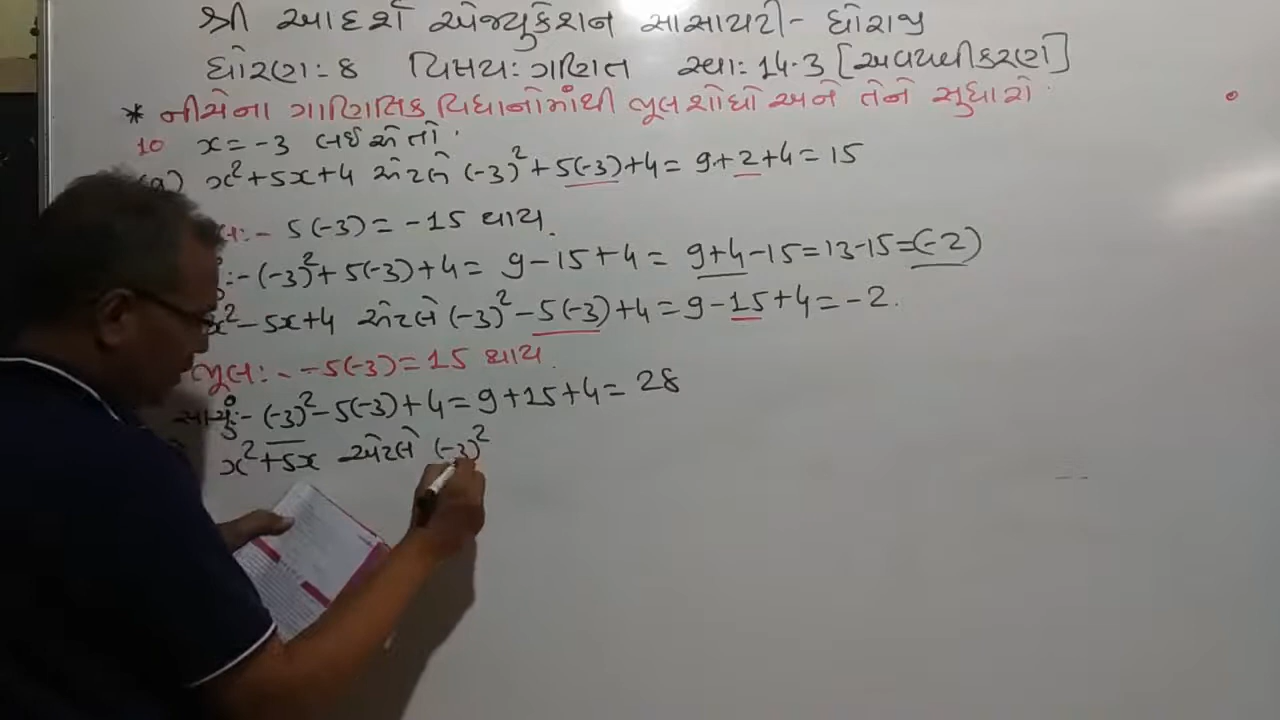 શ્રી આદર્શ એજ્યુકેશન સોસાયટી - ધોરાજી
ધોરણ: 8 વિષય: ગણિત સ્વા: 14.3 [અવયવીકરણ]
* નીચેના ગાણિતિક વિધાનોમાંથી ભૂલ શોધો અને તેને સુધારો.
10 x = -3 લઈએ તો.
(a) x² + 5x + 4 એટલે (-3)² + 5(-3) + 4 = 9 + 2 + 4 = 15
:- 5(-3) = -15 થાય.
:- (-3)² + 5(-3) + 4 = 9 - 15 + 4 = 9 + 4 - 15 = 13 - 15 = (-2)
x² - 5x + 4 એટલે (-3)² - 5(-3) + 4 = 9 - 15 + 4 = -2.
ભૂલ: - -5(-3) = 15 થાય.
સાચું:- (-3)² - 5(-3) + 4 = 9 + 15 + 4 = 28
x² + 5x એટલે (-3)²